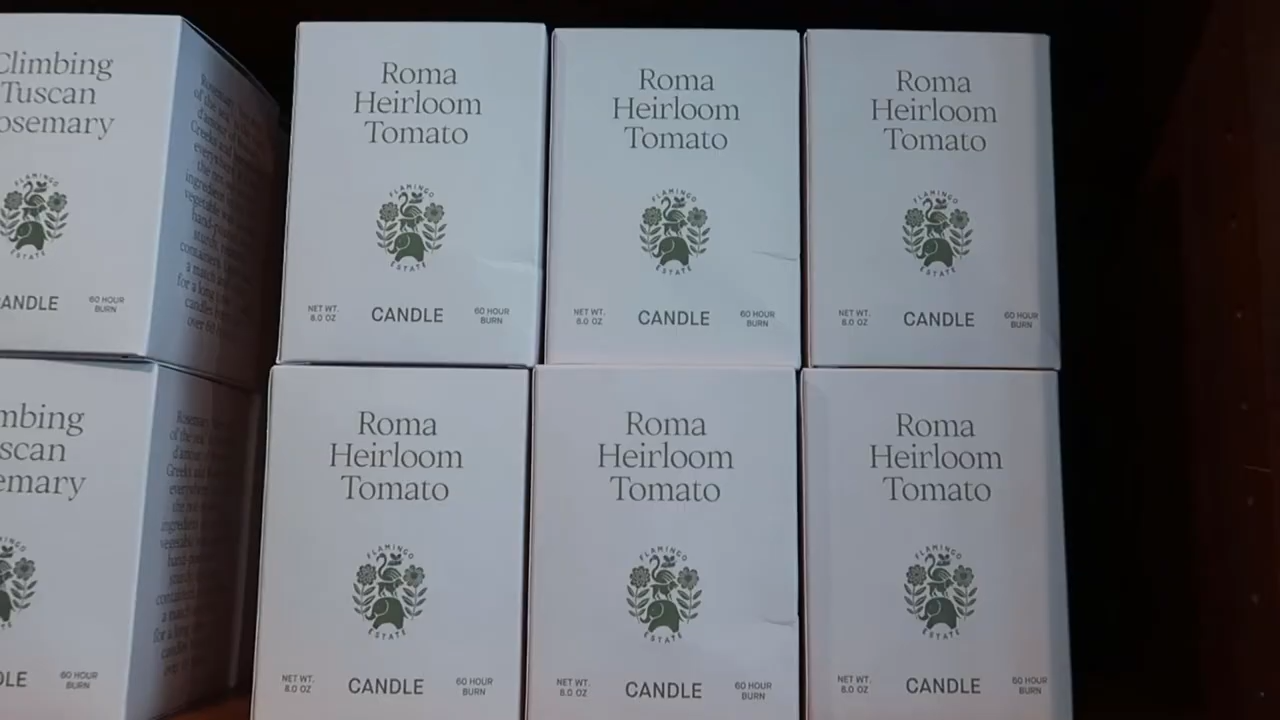 Climbing
Tuscan
osemary
FLAMINGO
ESTATE
ANDLE
60 HOUR
BURN
Roma
Heirloom
Tomato
FLAMINGO
ESTATE
NET WT.
8.0 OZ
CANDLE
60 HOUR
BURN
Roma
Heirloom
Tomato
FLAMINGO
ESTATE
NET WT.
8.0 OZ
CANDLE
60 HOUR
BURN
Roma
Heirloom
Tomato
FLAMINGO
ESTATE
NET WT.
8.0 OZ
CANDLE
60 HOUR
BURN
mbing
scan
emary
DLE
60 HOUR
BURN
Roma
Heirloom
Tomato
FLAMINGO
ESTATE
NET WT.
8.0 OZ
CANDLE
60 HOUR
BURN
Roma
Heirloom
Tomato
FLAMINGO
ESTATE
NET WT.
8.0 OZ
CANDLE
60 HOUR
BURN
Roma
Heirloom
Tomato
FLAMINGO
ESTATE
NET WT.
8.0 OZ
CANDLE
60 HOUR
BURN